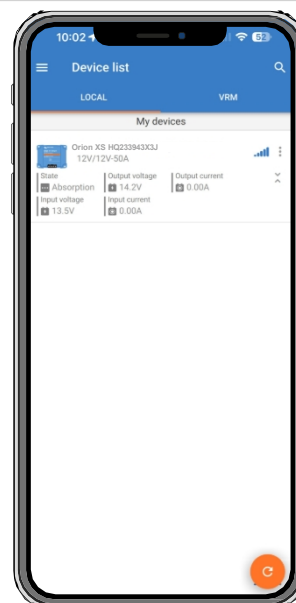 10:02
52
Device list
LOCAL VRM
My devices
Orion XS HQ233943X3J
12V/12V-50A
State Output voltage Output current
Absorption 14.2V 0.00A
Input voltage Input current
13.5V 0.00A